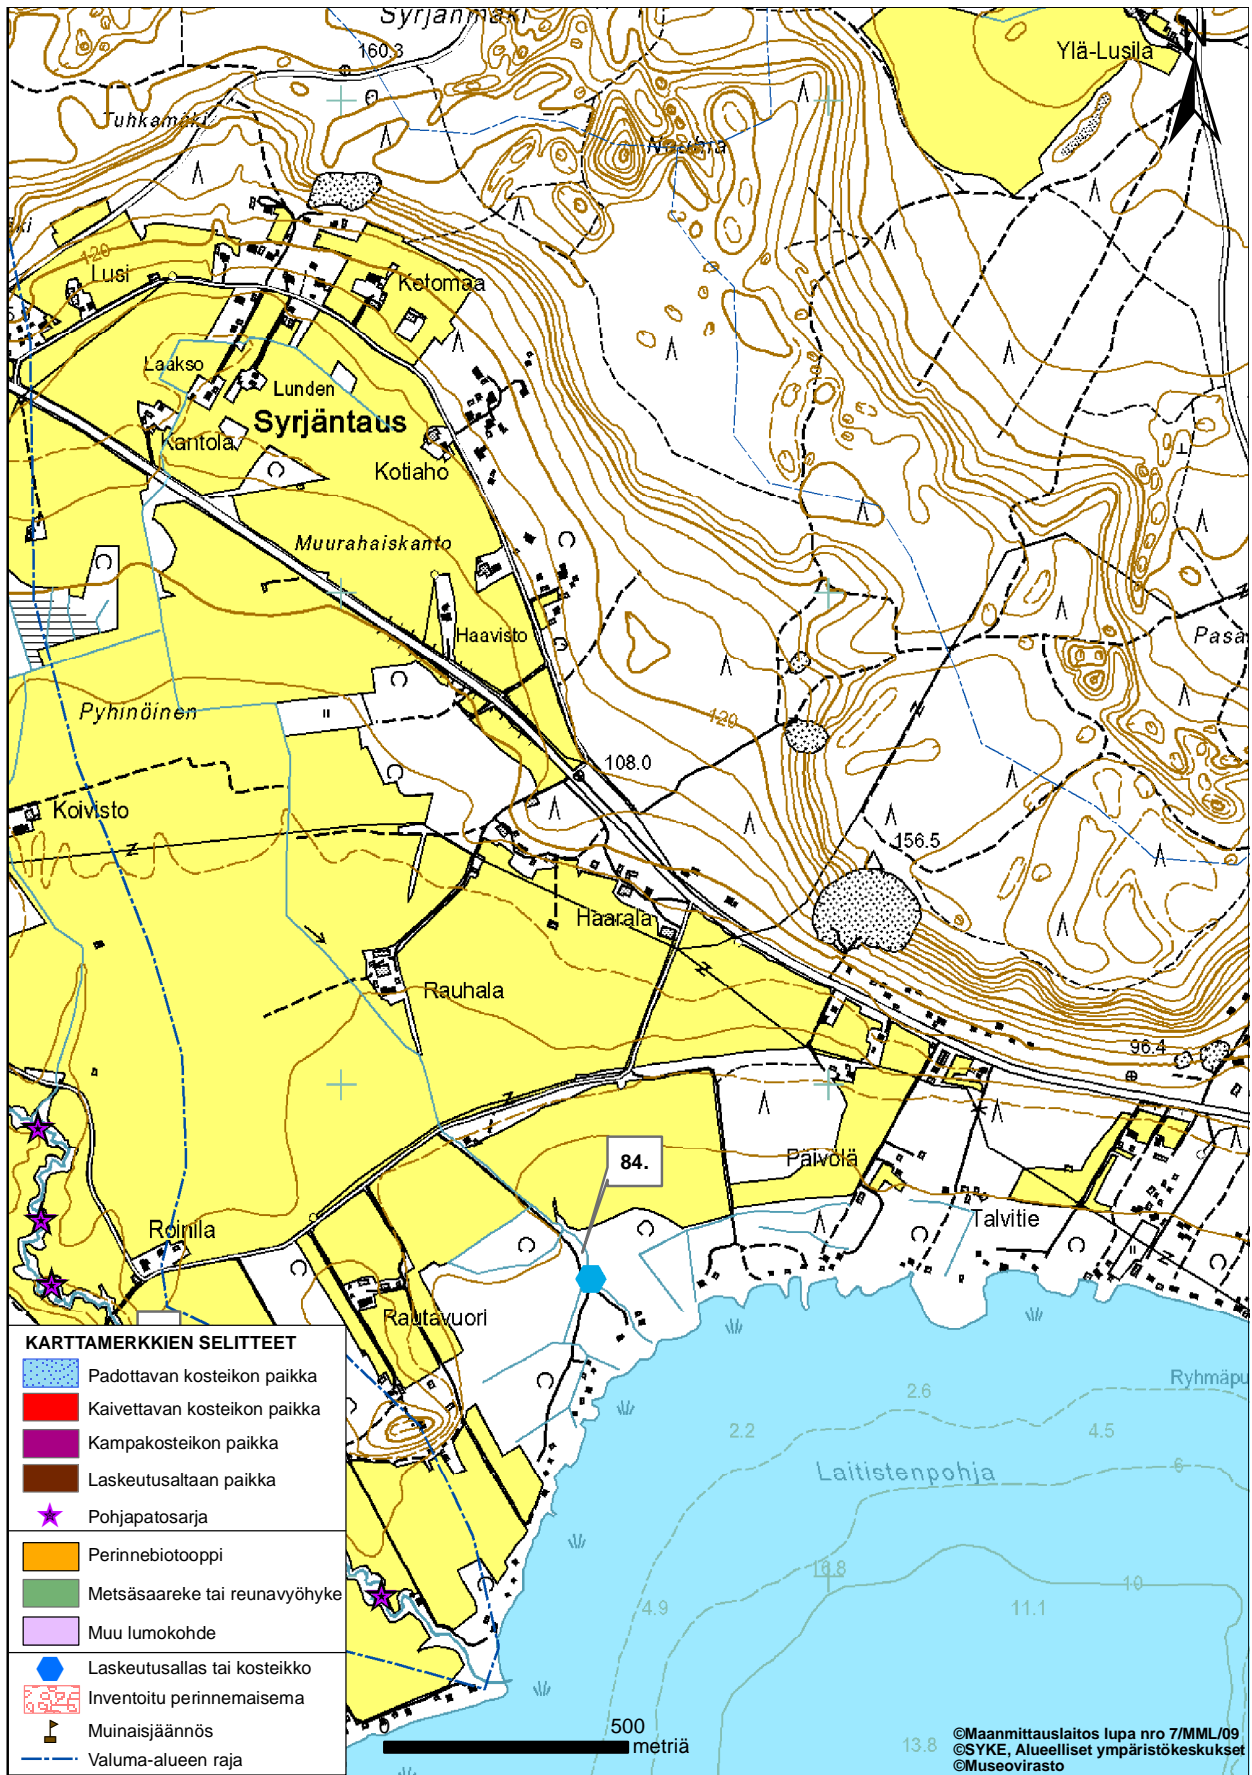 Syrjänmäki
160.3
Ylä-Lusila
Tuhkamäki
Nauhia
äki
120
Lusi
Ketomaa
Laakso
Lunden
Syrjäntaus
Kantola
Kotiaho
Muurahaiskanto
Haavisto
Pasa
Pyhinöinen
120
108.0
Koivisto
156.5
Haarala
Rauhala
96.4
84.
Päivölä
Talvitie
Roinila
Rautavuori
KARTTAMERKKIEN SELITTEET
Padottavan kosteikon paikka
Kaivettavan kosteikon paikka
Kampakosteikon paikka
Laskeutusaltaan paikka
Pohjapatosarja
Perinnebiotooppi
Metsäsaareke tai reunavyöhyke
Muu lumokohde
Laskeutusallas tai kosteikko
Inventoitu perinnemaisema
Muinaisjäännös
Valuma-alueen raja
Ryhmäpu
2.6
2.2
4.5
Laitistenpohja
6
10
4.9
11.1
13.8
0
500
metriä
©Maanmittauslaitos lupa nro 7/MML/09
©SYKE, Alueelliset ympäristökeskukset
©Museovirasto